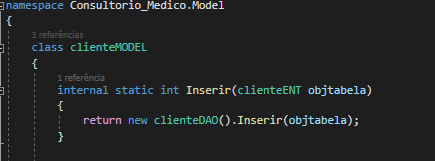 namespace Consultorio_Medico.Model
{
3 referências
class clienteMODEL
{
1 referência
internal static int Inserir(clienteENT objtabela)
{
return new clienteDAO().Inserir(objtabela);
}